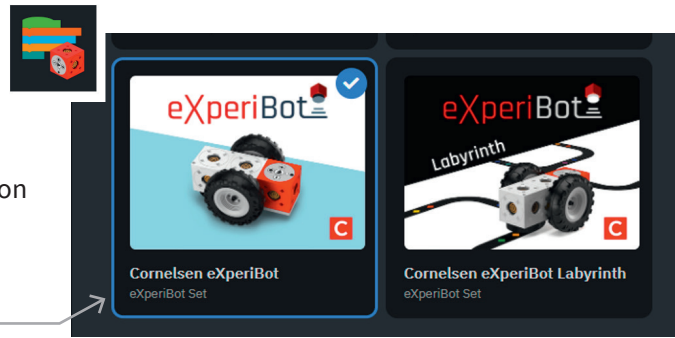 eXperiBot
eXperiBot
Labyrinth
on
C
C
Cornelsen eXperiBot
eXperiBot Set
Cornelsen eXperiBot Labyrinth
eXperiBot Set